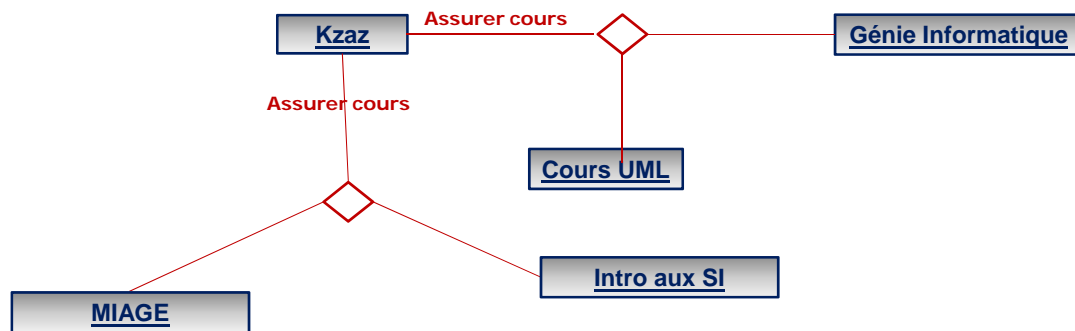 Assurer cours
Kzaz
Génie Informatique
Assurer cours
Cours UML
Intro aux SI
MIAGE